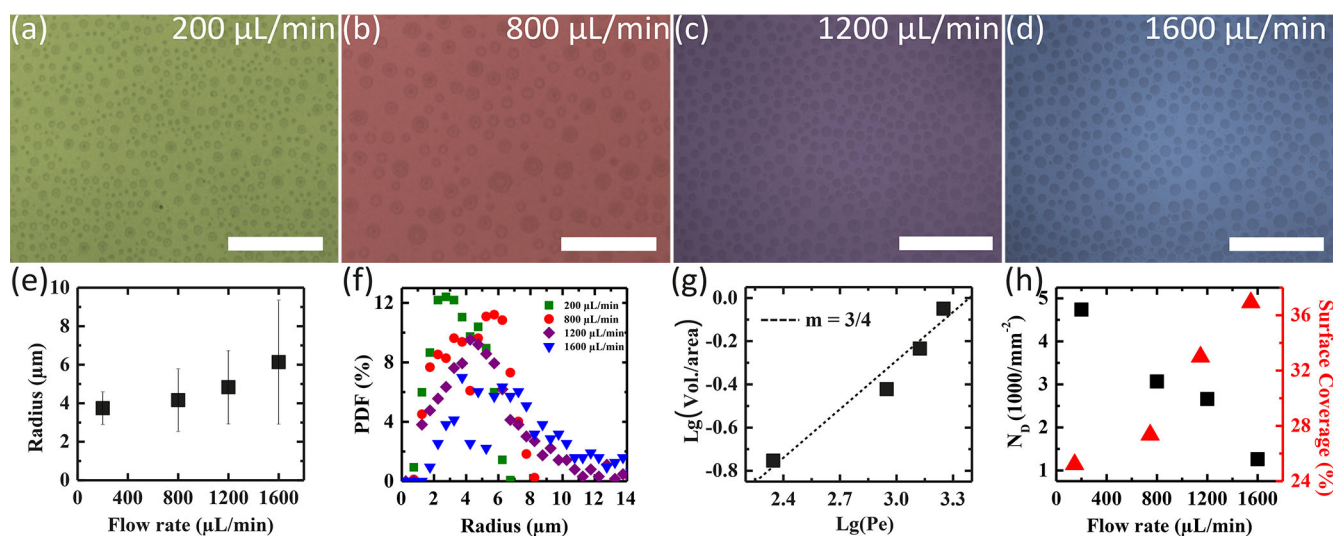 (a) 200 μL/min
(b) 800 μL/min
(c) 1200 μL/min
(d) 1600 μL/min
(e)
10
8
6
4
2
0
Radius (μm)
0 400 800 1200 1600
Flow rate (μL/min)
(f)
12
8
4
0
PDF (%)
200 μL/min
800 μL/min
1200 μL/min
1600 μL/min
0 2 4 6 8 10 12 14
Radius (μm)
(g)
0.0
-0.2
-0.4
-0.6
-0.8
Lg(Vol./area)
m = 3/4
2.4 2.7 3.0 3.3
Lg(Pe)
(h)
5
4
3
2
1
N_D (1000/mm⁻²)
36
32
28
24
Surface Coverage (%)
0 400 800 1200 1600
Flow rate (μL/min)